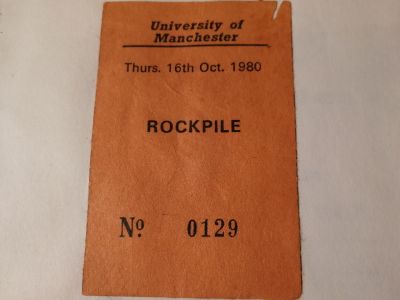 University of
Manchester
Thurs. 16th Oct. 1980
ROCKPILE
Nº 0129